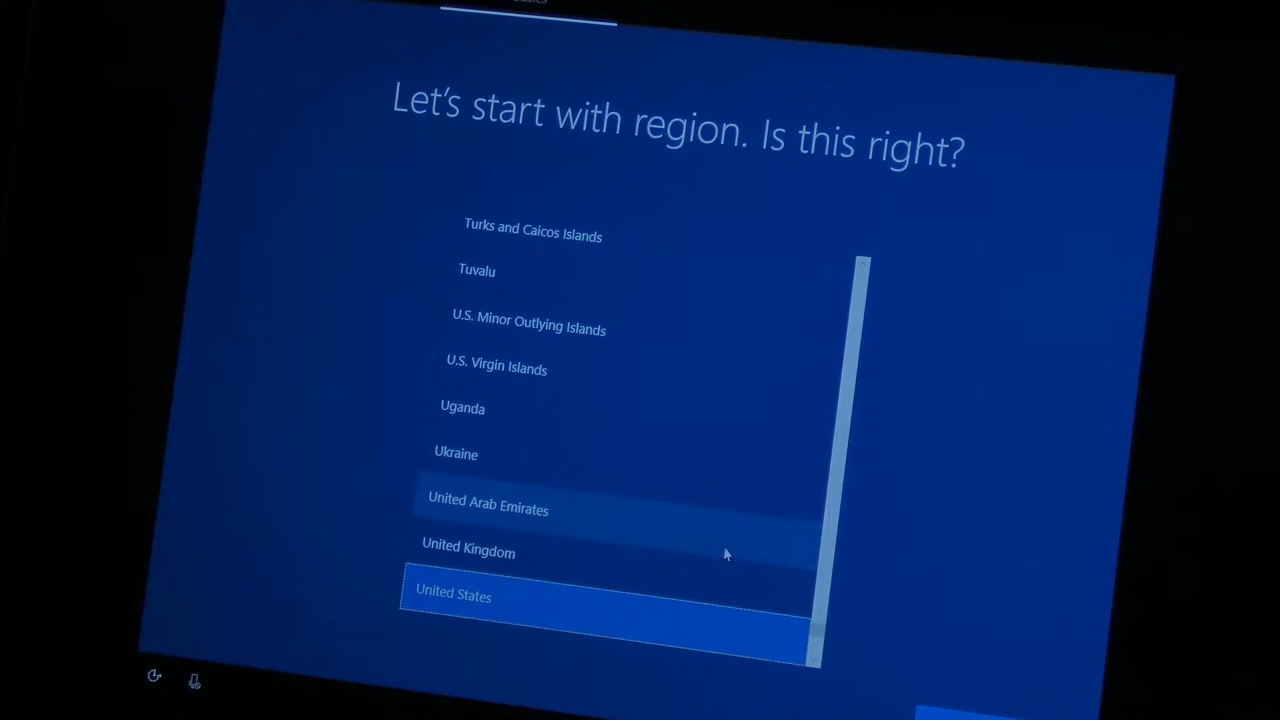 Let's start with region. Is this right?
Turks and Caicos Islands
Tuvalu
U.S. Minor Outlying Islands
U.S. Virgin Islands
Uganda
Ukraine
United Arab Emirates
United Kingdom
United States